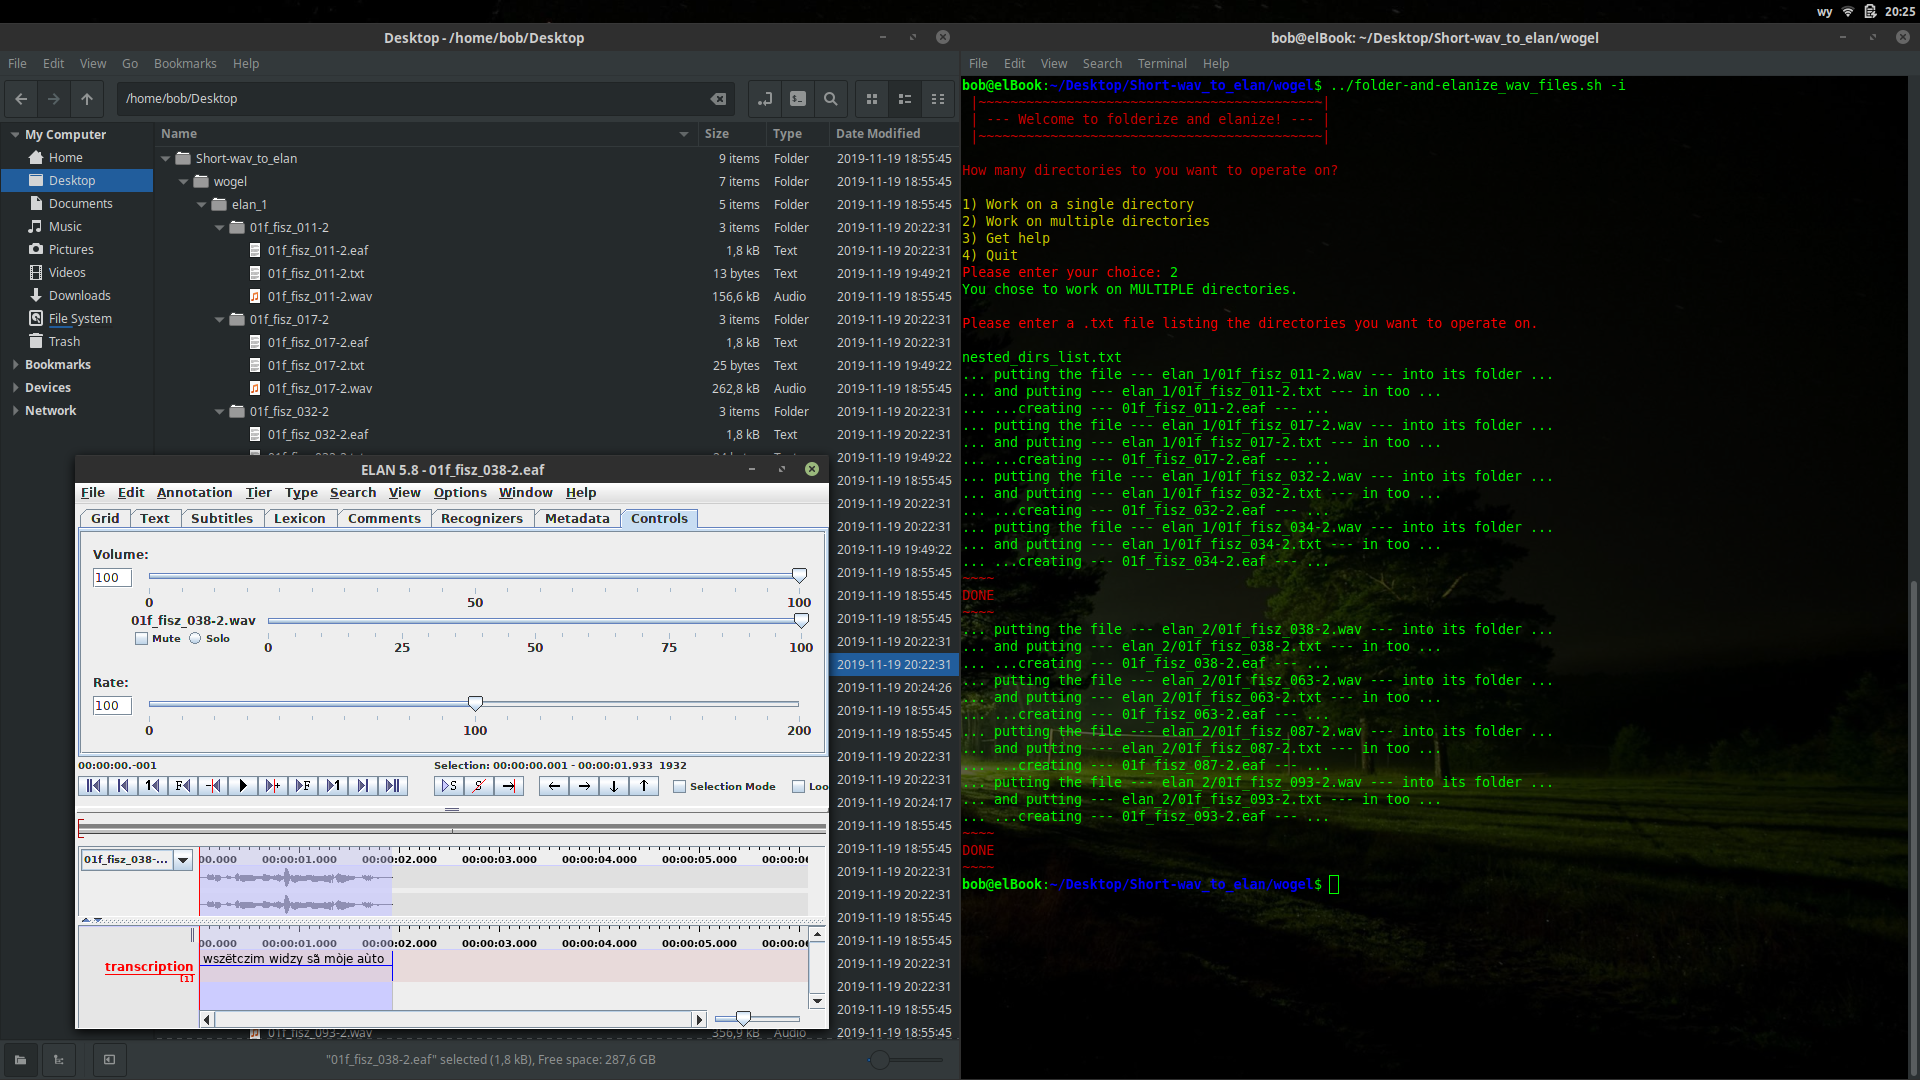 wy 20:25
Desktop - /home/bob/Desktop
File Edit View Go Bookmarks Help
/home/bob/Desktop
My Computer
Home
Desktop
Documents
Music
Pictures
Videos
Downloads
File System
Trash
Bookmarks
Devices
Network
Name Size Type Date Modified
Short-wav_to_elan 9 items Folder 2019-11-19 18:55:45
wogel 7 items Folder 2019-11-19 18:55:45
elan_1 5 items Folder 2019-11-19 18:55:45
01f_fisz_011-2 3 items Folder 2019-11-19 20:22:31
01f_fisz_011-2.eaf 1,8 kB Text 2019-11-19 20:22:31
01f_fisz_011-2.txt 13 bytes Text 2019-11-19 19:49:21
01f_fisz_011-2.wav 156,6 kB Audio 2019-11-19 18:55:45
01f_fisz_017-2 3 items Folder 2019-11-19 20:22:31
01f_fisz_017-2.eaf 1,8 kB Text 2019-11-19 20:22:31
01f_fisz_017-2.txt 25 bytes Text 2019-11-19 19:49:22
01f_fisz_017-2.wav 262,8 kB Audio 2019-11-19 18:55:45
01f_fisz_032-2 3 items Folder 2019-11-19 20:22:31
01f_fisz_032-2.eaf 1,8 kB Text 2019-11-19 20:22:31
2019-11-19 19:49:22
2019-11-19 18:55:45
2019-11-19 20:22:31
2019-11-19 20:22:31
2019-11-19 19:49:22
2019-11-19 18:55:45
2019-11-19 18:55:45
2019-11-19 18:55:45
2019-11-19 20:22:31
2019-11-19 20:22:31
2019-11-19 20:24:26
2019-11-19 18:55:45
2019-11-19 18:55:45
2019-11-19 20:22:31
2019-11-19 20:22:31
2019-11-19 20:24:17
2019-11-19 18:55:45
2019-11-19 18:55:45
2019-11-19 20:22:31
2019-11-19 20:22:31
2019-11-19 18:55:45
2019-11-19 18:55:45
2019-11-19 20:22:31
2019-11-19 20:22:31
2019-11-19 18:55:45
01f_fisz_093-2.wav 356,9 kB Audio 2019-11-19 18:55:45
"01f_fisz_038-2.eaf" selected (1,8 kB), Free space: 287,6 GB
ELAN 5.8 - 01f_fisz_038-2.eaf
File Edit Annotation Tier Type Search View Options Window Help
Grid Text Subtitles Lexicon Comments Recognizers Metadata Controls
Volume:
100
0 50 100
01f_fisz_038-2.wav
Mute Solo
0 25 50 75 100
Rate:
100
0 100 200
00:00:00.-001 Selection: 00:00:00.001 - 00:00:01.933 1932
Selection Mode Loo
01f_fisz_038-... 00.000 00:00:01.000 00:00:02.000 00:00:03.000 00:00:04.000 00:00:05.000 00:00:0
00.000 00:00:01.000 00:00:02.000 00:00:03.000 00:00:04.000 00:00:05.000 00:00:0
wszëtczim widzy sã mòje aùto
transcription
[1]
bob@elBook: ~/Desktop/Short-wav_to_elan/wogel
File Edit View Search Terminal Help
bob@elBook:~/Desktop/Short-wav_to_elan/wogel$ ../folder-and-elanize_wav_files.sh -i
|~~~~~~~~~~~~~~~~~~~~~~~~~~~~~~~~~~~~~~~~~~~|
| --- Welcome to folderize and elanize! --- |
|~~~~~~~~~~~~~~~~~~~~~~~~~~~~~~~~~~~~~~~~~~~|
How many directories to you want to operate on?
1) Work on a single directory
2) Work on multiple directories
3) Get help
4) Quit
Please enter your choice: 2
You chose to work on MULTIPLE directories.
Please enter a .txt file listing the directories you want to operate on.
nested_dirs_list.txt
... putting the file --- elan_1/01f_fisz_011-2.wav --- into its folder ...
... and putting --- elan_1/01f_fisz_011-2.txt --- in too ...
... ...creating --- 01f_fisz_011-2.eaf --- ...
... putting the file --- elan_1/01f_fisz_017-2.wav --- into its folder ...
... and putting --- elan_1/01f_fisz_017-2.txt --- in too ...
... ...creating --- 01f_fisz_017-2.eaf --- ...
... putting the file --- elan_1/01f_fisz_032-2.wav --- into its folder ...
... and putting --- elan_1/01f_fisz_032-2.txt --- in too ...
... ...creating --- 01f_fisz_032-2.eaf --- ...
... putting the file --- elan_1/01f_fisz_034-2.wav --- into its folder ...
... and putting --- elan_1/01f_fisz_034-2.txt --- in too ...
... ...creating --- 01f_fisz_034-2.eaf --- ...
~~~~
DONE
~~~~
... putting the file --- elan_2/01f_fisz_038-2.wav --- into its folder ...
... and putting --- elan_2/01f_fisz_038-2.txt --- in too ...
... ...creating --- 01f_fisz_038-2.eaf --- ...
... putting the file --- elan_2/01f_fisz_063-2.wav --- into its folder ...
... and putting --- elan_2/01f_fisz_063-2.txt --- in too ...
... ...creating --- 01f_fisz_063-2.eaf --- ...
... putting the file --- elan_2/01f_fisz_087-2.wav --- into its folder ...
... and putting --- elan_2/01f_fisz_087-2.txt --- in too ...
... ...creating --- 01f_fisz_087-2.eaf --- ...
... putting the file --- elan_2/01f_fisz_093-2.wav --- into its folder ...
... and putting --- elan_2/01f_fisz_093-2.txt --- in too ...
... ...creating --- 01f_fisz_093-2.eaf --- ...
~~~~
DONE
~~~~
bob@elBook:~/Desktop/Short-wav_to_elan/wogel$